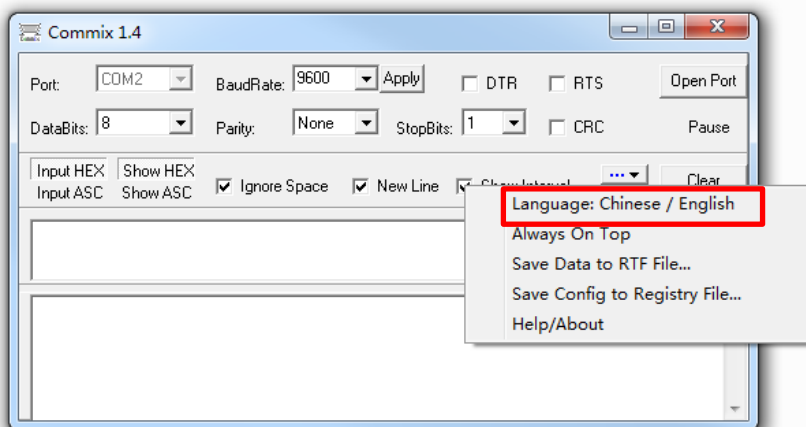 Commix 1.4
Port: COM2 BaudRate: 9600 Apply DTR RTS Open Port
DataBits: 8 Parity: None StopBits: 1 CRC Pause
Input HEX Show HEX
Input ASC Show ASC Ignore Space New Line Show Interval ... Clear
Language: Chinese / English
Always On Top
Save Data to RTF File...
Save Config to Registry File...
Help/About